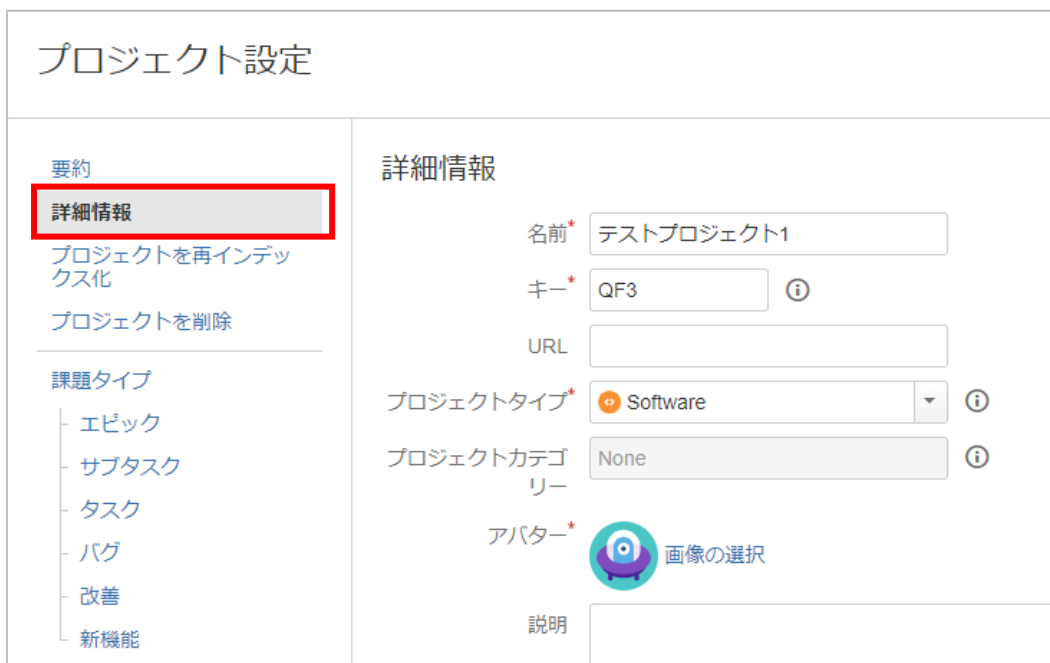 プロジェクト設定
要約
詳細情報
プロジェクトを再インデッ
クス化
プロジェクトを削除
課題タイプ
エピック
サブタスク
タスク
バグ
改善
新機能
詳細情報
名前* テストプロジェクト1
キー* QF3
URL
プロジェクトタイプ* Software
プロジェクトカテゴ
リー None
アバター* 画像の選択
説明